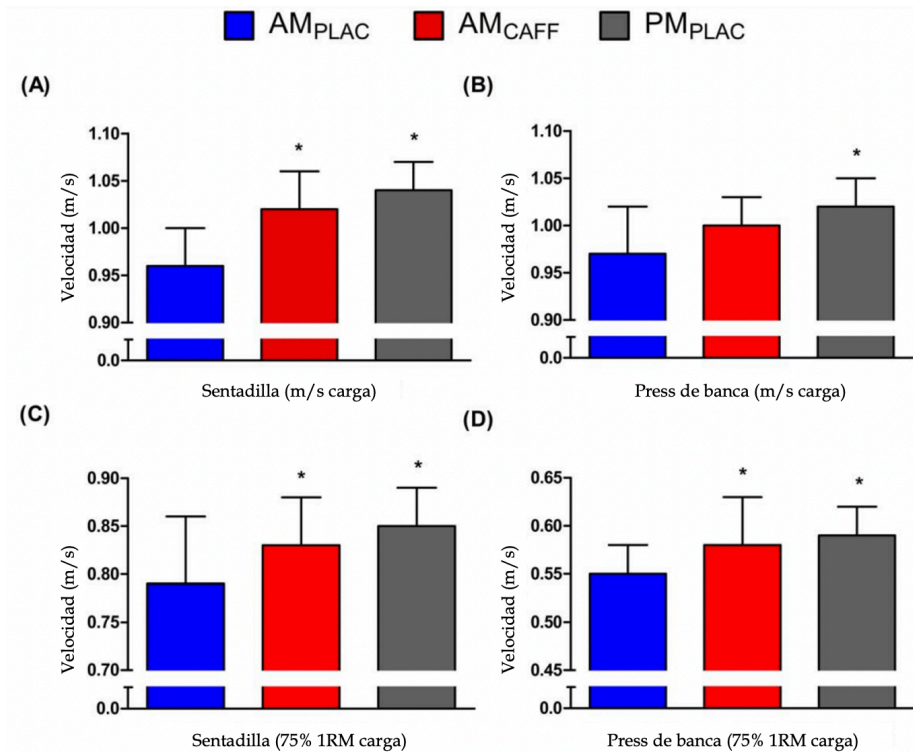 AMPLAC AMCAFF PMPLAC
(A)
Velocidad (m/s)
1.10
1.05
1.00
0.95
0.90
0.0
*
*
Sentadilla (m/s carga)
(B)
Velocidad (m/s)
1.10
1.05
1.00
0.95
0.90
0.0
*
Press de banca (m/s carga)
(C)
Velocidad (m/s)
0.90
0.85
0.80
0.75
0.70
0.0
*
*
Sentadilla (75% 1RM carga)
(D)
Velocidad (m/s)
0.65
0.60
0.55
0.50
0.45
0.0
*
*
Press de banca (75% 1RM carga)